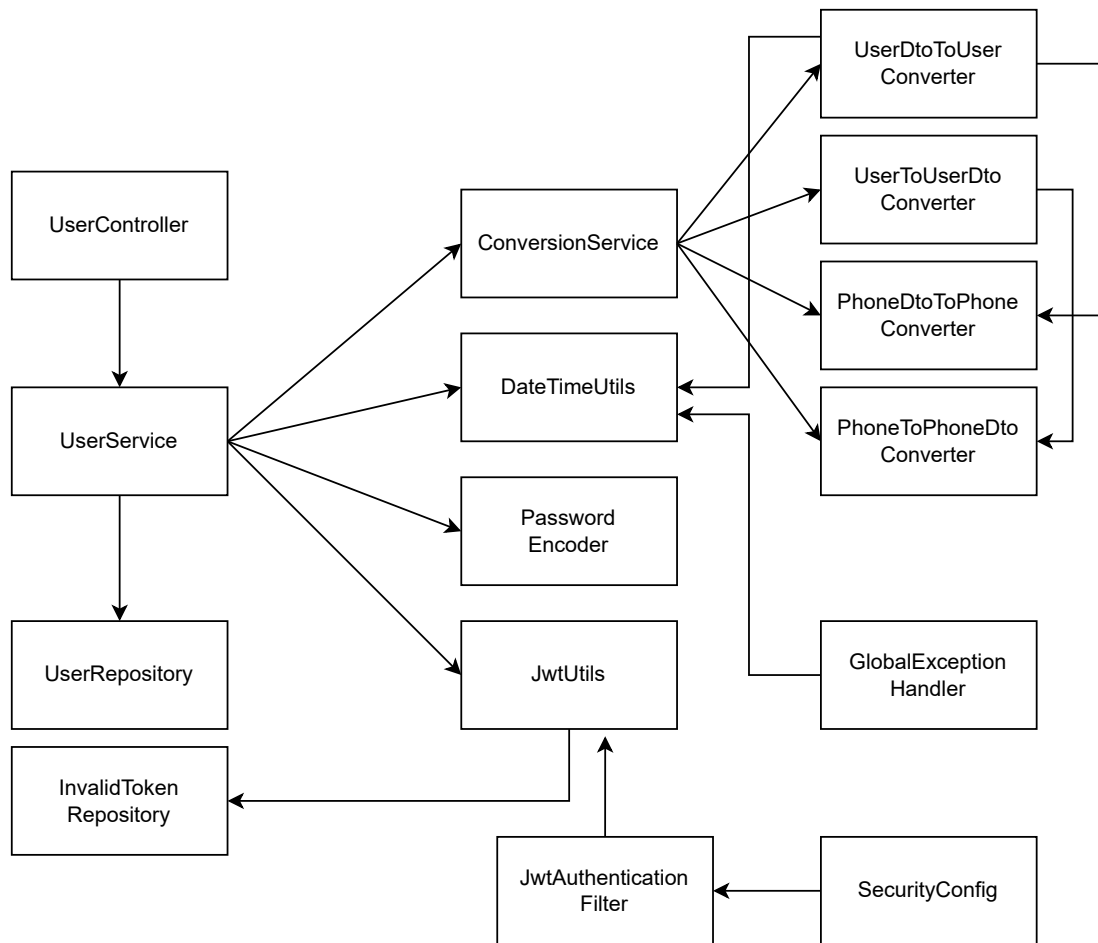 UserDtoToUser
Converter
UserToUserDto
Converter
UserController
ConversionService
PhoneDtoToPhone
Converter
DateTimeUtils
UserService
PhoneToPhoneDto
Converter
Password
Encoder
UserRepository
JwtUtils
GlobalException
Handler
InvalidToken
Repository
JwtAuthentication
Filter
SecurityConfig